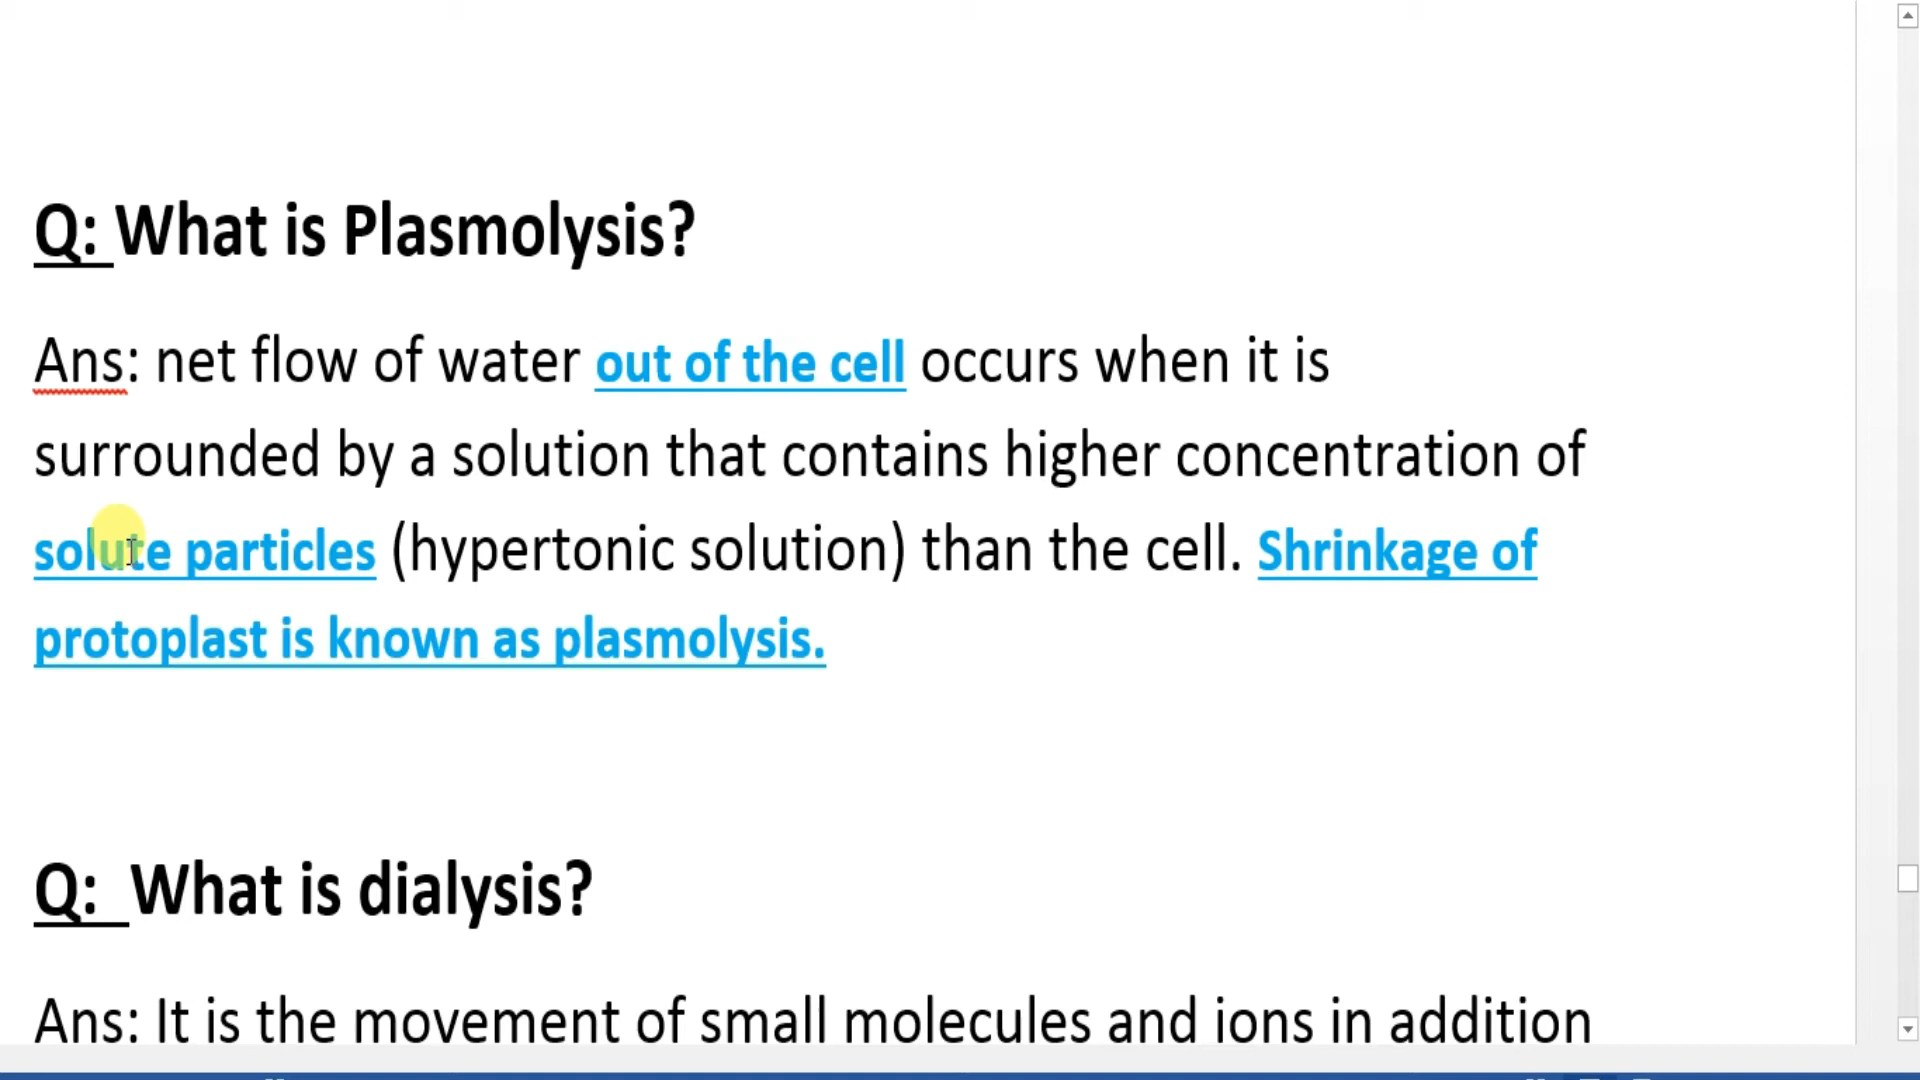 Q: What is Plasmolysis?
Ans: net flow of water out of the cell occurs when it is
surrounded by a solution that contains higher concentration of
solute particles (hypertonic solution) than the cell. Shrinkage of
protoplast is known as plasmolysis.
Q: What is dialysis?
Ans: It is the movement of small molecules and ions in addition